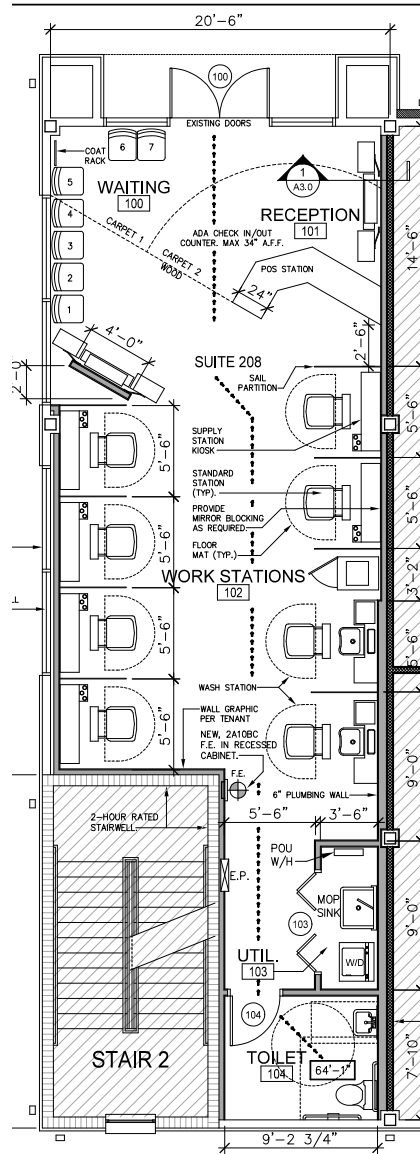 20'-6"
100
EXISTING DOORS
COAT
RACK
6
7
WAITING
100
1
A3.0
RECEPTION
101
5
4
3
2
1
ADA CHECK IN/OUT
COUNTER. MAX 34" A.F.F.
CARPET 1
CARPET 2
WOOD
POS STATION
24"
14'-6"
4'-0"
2'-0
2'-6"
SUITE 208
SAIL
PARTITION
SUPPLY
STATION
KIOSK
STANDARD
STATION
(TYP).
PROVIDE
MIRROR BLOCKING
AS REQUIRED.
FLOOR
MAT (TYP.)
5'-6"
5'-6"
5'-6"
5'-6"
5'-6"
5'-6"
3'-2"
5'-6"
WORK STATIONS
102
WASH STATION
WALL GRAPHIC
PER TENANT
NEW, 2A10BC
F.E. IN RECESSED
CABINET.
F.E.
6" PLUMBING WALL
9'-0"
2-HOUR RATED
STAIRWELL.
5'-6"
3'-6"
POU
W/H
E.P.
MOP
SINK
103
9'-0"
UTIL.
103
W/D
104
STAIR 2
TOILET
104
64'-1"
7'-10"
9'-2 3/4"